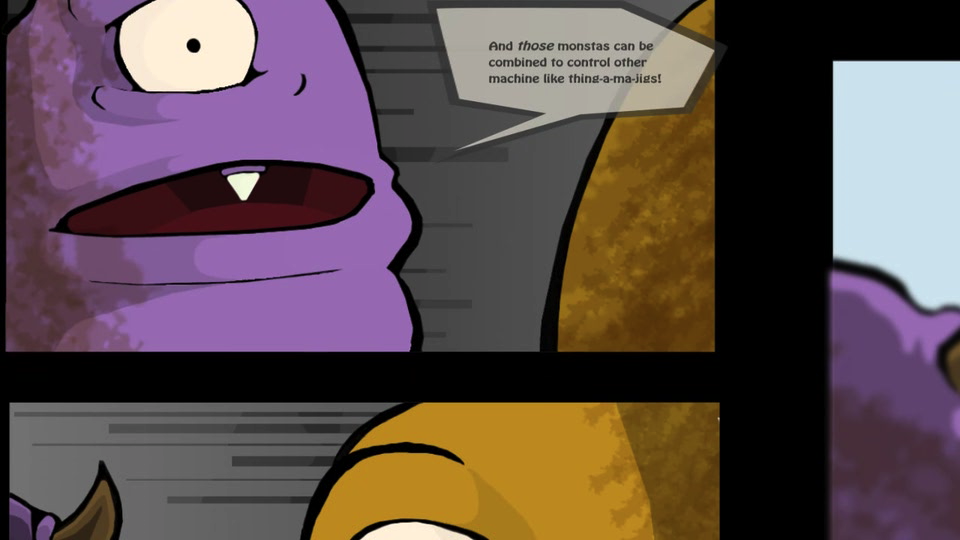 And those monstas can be
combined to control other
machine like thing-a-ma-jigs!